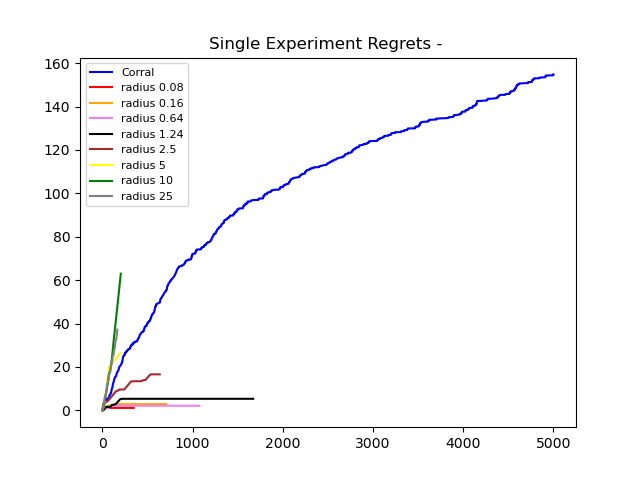 Single Experiment Regrets -
160
140
120
100
80
60
40
20
0
Corral
radius 0.08
radius 0.16
radius 0.64
radius 1.24
radius 2.5
radius 5
radius 10
radius 25
0 1000 2000 3000 4000 5000